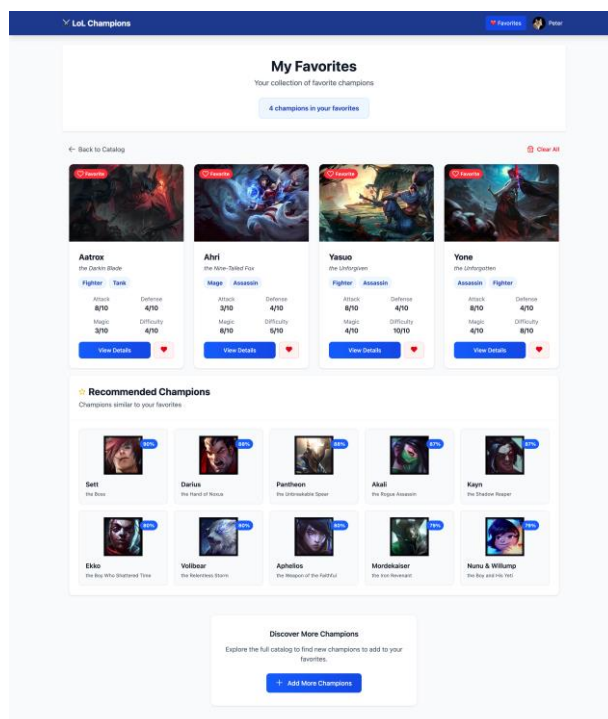 LoL Champions
Favorites
Peter
My Favorites
Your collection of favorite champions
4 champions in your favorites
← Back to Catalog
Clear All
Favorite
Favorite
Favorite
Favorite
Aatrox
the Darkin Blade
Fighter Tank
Attack Defense
8/10 4/10
Magic Difficulty
3/10 4/10
View Details
Ahri
the Nine-Tailed Fox
Mage Assassin
Attack Defense
3/10 4/10
Magic Difficulty
8/10 5/10
View Details
Yasuo
the Unforgiven
Fighter Assassin
Attack Defense
8/10 4/10
Magic Difficulty
4/10 10/10
View Details
Yone
the Unforgotten
Assassin Fighter
Attack Defense
8/10 4/10
Magic Difficulty
4/10 8/10
View Details
Recommended Champions
Champions similar to your favorites
Sett
the Boss
Darius
the Hand of Noxus
Pantheon
the Unbreakable Spear
87%
Akali
the Rogue Assassin
87%
Kayn
the Shadow Reaper
80%
Ekko
the Boy Who Shattered Time
80%
Volibear
the Relentless Storm
80%
Aphelios
the Weapon of the Faithful
79%
Mordekaiser
the Iron Revenant
79%
Nunu & Willump
the Boy and His Yeti
Discover More Champions
Explore the full catalog to find new champions to add to your
favorites.
+ Add More Champions